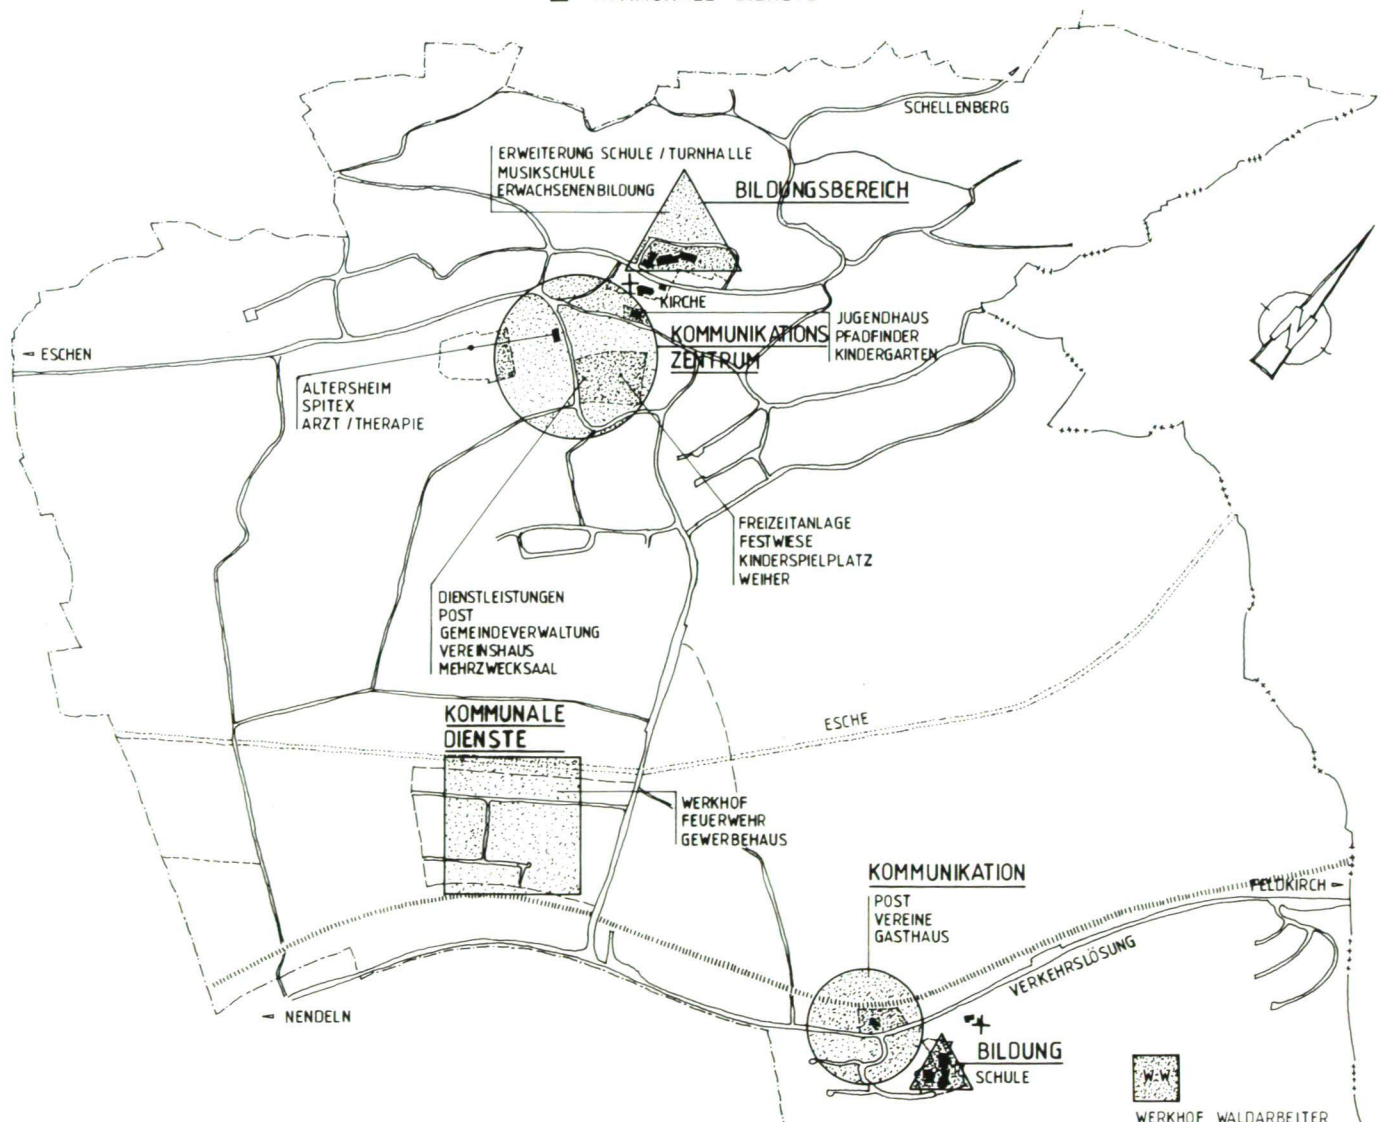 SCHELLENBERG
ERWEITERUNG SCHULE / TURNHALLE
MUSIKSCHULE
ERWACHSENENBILDUNG
BILDUNGSBEREICH
KIRCHE
KOMMUNIKATIONS
ZENTRUM
JUGENDHAUS
PFADFINDER
KINDERGARTEN
N
ESCHEN
ALTERSHEIM
SPITEX
ARZT / THERAPIE
FREIZEITANLAGE
FESTWIESE
KINDERSPIELPLATZ
WEIHER
DIENSTLEISTUNGEN
POST
GEMEINDEVERWALTUNG
VEREINSHAUS
MEHRZWECKSAAL
KOMMUNALE
DIENSTE
ESCHE
WERKHOF
FEUERWEHR
GEWERBEHAUS
KOMMUNIKATION
POST
VEREINE
GASTHAUS
FELDKIRCH
VERKEHRSLÖSUNG
NENDELN
BILDUNG
SCHULE
W-W
WERKHOF WALDARBEITER